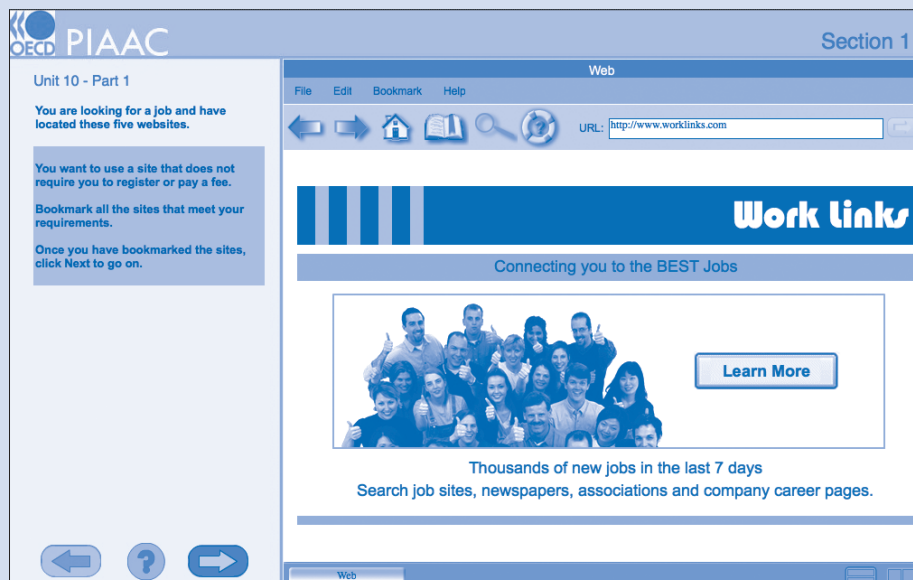 OECD PIAAC
Section 1
Unit 10 - Part 1
You are looking for a job and have
located these five websites.
You want to use a site that does not
require you to register or pay a fee.
Bookmark all the sites that meet your
requirements.
Once you have bookmarked the sites,
click Next to go on.
?
Web
File Edit Bookmark Help
?
URL: http://www.worklinks.com
Work Links
Connecting you to the BEST Jobs
Learn More
Thousands of new jobs in the last 7 days
Search job sites, newspapers, associations and company career pages.
Web